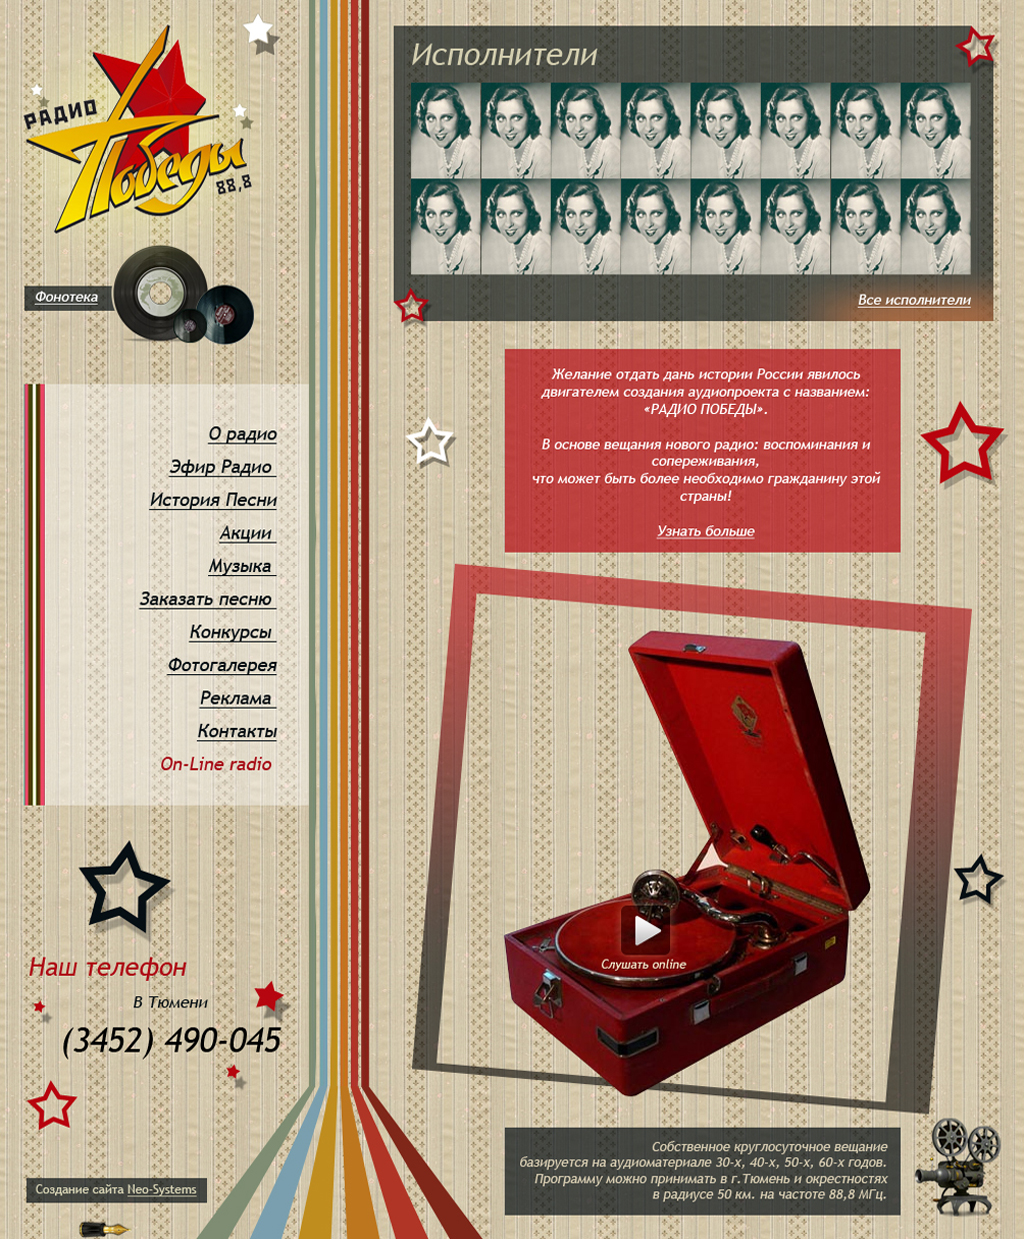 РАДИО
Победы
88,8
Фонотека
О радио
Эфир Радио
История Песни
Акции
Музыка
Заказать песню
Конкурсы
Фотогалерея
Реклама
Контакты
On-Line radio
Наш телефон
В Тюмени
(3452) 490-045
Создание сайта Neo-Systems
Исполнители
Все исполнители
Желание отдать дань истории России явилось
двигателем создания аудиопроекта с названием:
«РАДИО ПОБЕДЫ».
В основе вещания нового радио: воспоминания и
сопереживания,
что может быть более необходимо гражданину этой
страны!
Узнать больше
Слушать online
Собственное круглосуточное вещание
базируется на аудиоматериале 30-х, 40-х, 50-х, 60-х годов.
Программу можно принимать в г.Тюмень и окрестностях
в радиусе 50 км. на частоте 88,8 МГц.